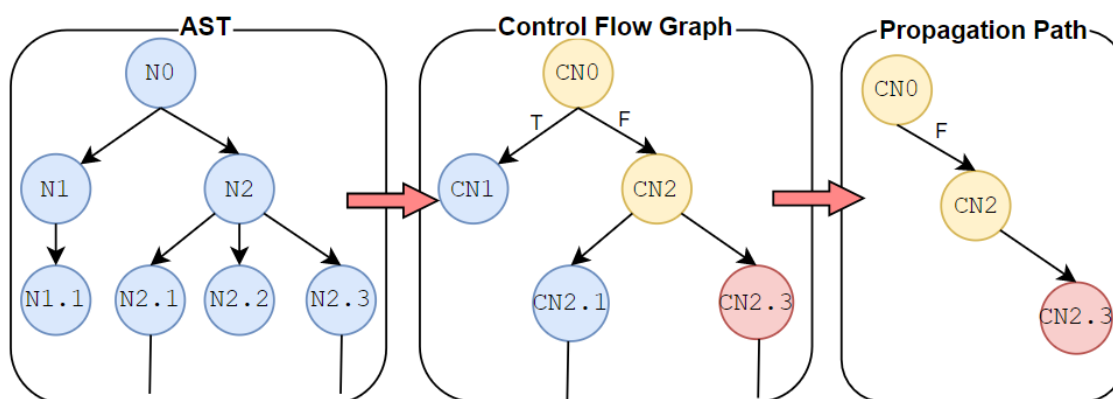 AST
N0
N1
N2
N1.1
N2.1
N2.2
N2.3
Control Flow Graph
CN0
T
F
CN1
CN2
CN2.1
CN2.3
Propagation Path
CN0
F
CN2
CN2.3